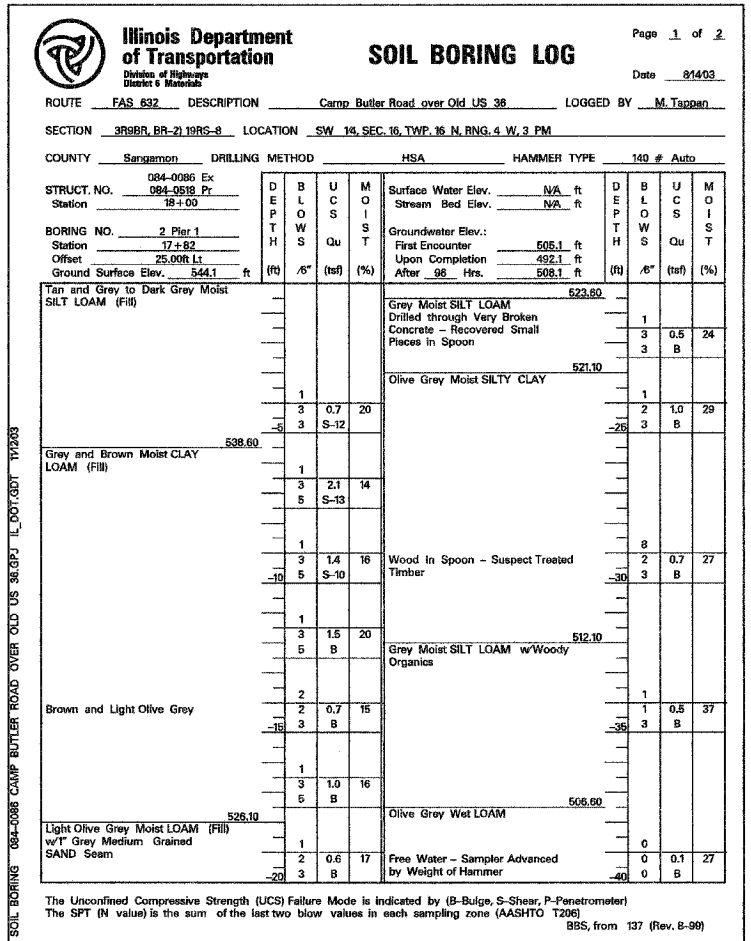 Illinois Department
of Transportation
Division of Highways
District 6 Materials
SOIL BORING LOG
Page 1 of 2
Date 8/14/03
ROUTE FAS 632 DESCRIPTION Camp Butler Road over Old US 36 LOGGED BY M. Tappan
SECTION 3R9BR, BR-2) 19RS-8 LOCATION SW 14, SEC. 16, TWP. 16 N, RNG. 4 W, 3 PM
COUNTY Sangamon DRILLING METHOD HSA HAMMER TYPE 140 # Auto
084-0086 Ex
STRUCT. NO. 084-0518 Pr
Station 18+00
BORING NO. 2 Pier 1
Station 17+82
Offset 25.00ft Lt
Ground Surface Elev. 544.1 ft
DEPTH (ft)
BLOWS /6"
UCS Qu (tsf)
MOIST (%)
Surface Water Elev. N/A ft
Stream Bed Elev. N/A ft
Groundwater Elev.:
First Encounter 505.1 ft
Upon Completion 492.1 ft
After 96 Hrs. 508.1 ft
DEPTH (ft)
BLOWS /6"
UCS Qu (tsf)
MOIST (%)
Tan and Grey to Dark Grey Moist
SILT LOAM (Fill)
1
3 0.7 20
-5 3 S-12
538.60
Grey and Brown Moist CLAY
LOAM (Fill)
1
3 2.1 14
5 S-13
1
3 1.4 16
-10 5 S-10
1
3 1.5 20
5 B
2
Brown and Light Olive Grey 2 0.7 15
-15 3 B
1
3 1.0 16
5 B
526.10
Light Olive Grey Moist LOAM (Fill)
w/1" Grey Medium Grained 1
SAND Seam 2 0.6 17
-20 3 B
523.60
Grey Moist SILT LOAM
Drilled through Very Broken 1
Concrete - Recovered Small 3 0.5 24
Pieces in Spoon 3 B
521.10
Olive Grey Moist SILTY CLAY
1
2 1.0 29
-25 3 B
8
Wood In Spoon - Suspect Treated 2 0.7 27
Timber -30 3 B
512.10
Grey Moist SILT LOAM w/Woody
Organics
1
1 0.5 37
-35 3 B
506.60
Olive Grey Wet LOAM
0
Free Water - Sampler Advanced 0 0.1 27
by Weight of Hammer -40 0 B
The Unconfined Compressive Strength (UCS) Failure Mode is indicated by (B-Bulge, S-Shear, P-Penetrometer)
The SPT (N value) is the sum of the last two blow values in each sampling zone (AASHTO T206)
BBS, from 137 (Rev. 8-99)
SOIL BORING 084-0086 CAMP BUTLER ROAD OVER OLD US 36.GPJ IL_DOT.GDT 11/12/03